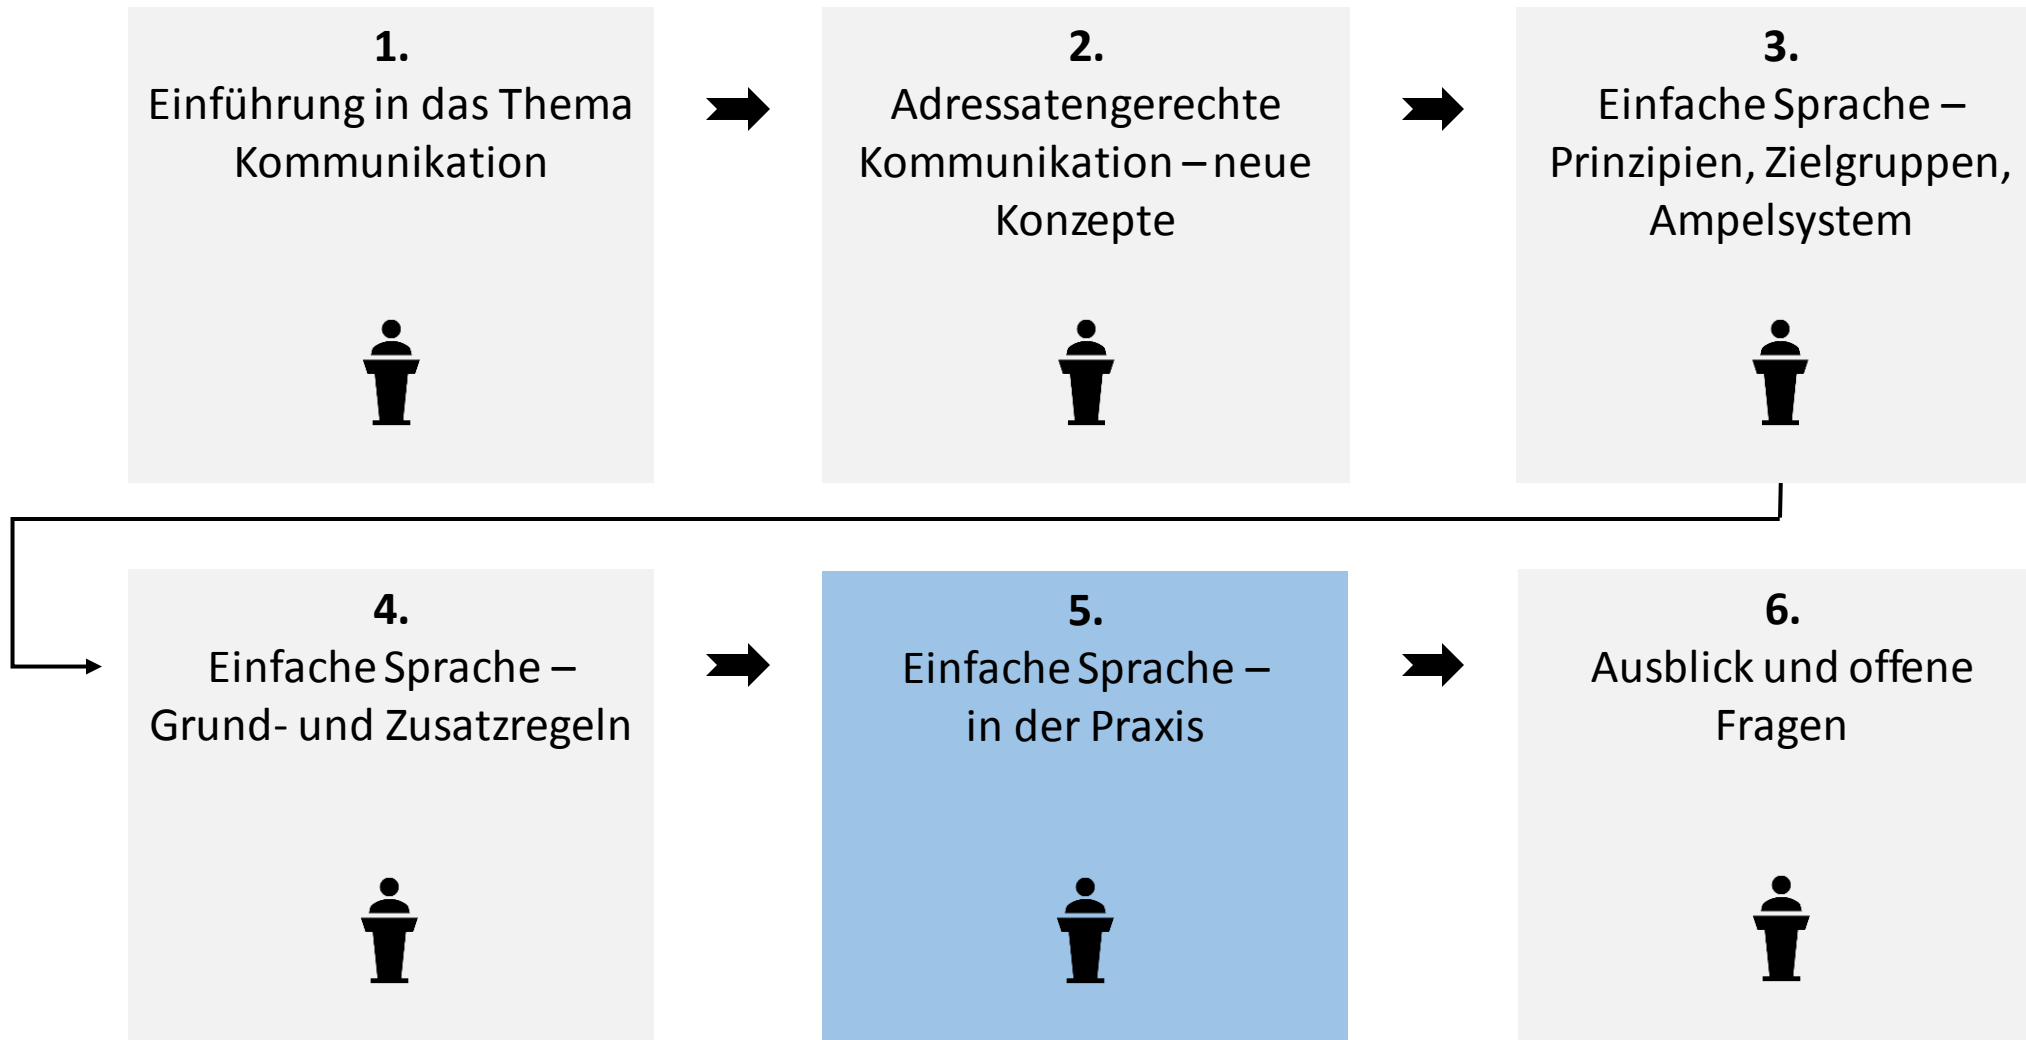 1.
Einführung in das Thema
Kommunikation
2.
Adressatengerechte
Kommunikation – neue
Konzepte
3.
Einfache Sprache –
Prinzipien, Zielgruppen,
Ampelsystem
4.
Einfache Sprache –
Grund- und Zusatzregeln
5.
Einfache Sprache –
in der Praxis
6.
Ausblick und offene
Fragen